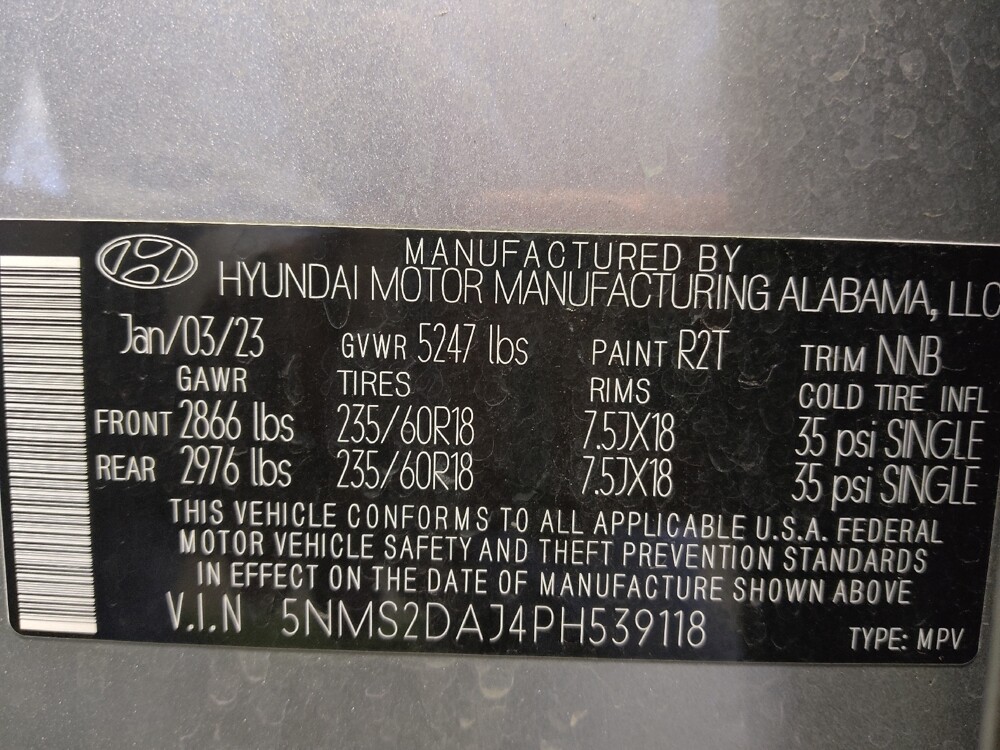 MANUFACTURED BY
HYUNDAI MOTOR MANUFACTURING ALABAMA, LLC
Jan/03/23 GVWR 5247 lbs PAINT R2T TRIM NNB
GAWR TIRES RIMS COLD TIRE INFL
FRONT 2866 lbs 235/60R18 7.5JX18 35 psi SINGLE
REAR 2976 lbs 235/60R18 7.5JX18 35 psi SINGLE
THIS VEHICLE CONFORMS TO ALL APPLICABLE U.S.A. FEDERAL
MOTOR VEHICLE SAFETY AND THEFT PREVENTION STANDARDS
IN EFFECT ON THE DATE OF MANUFACTURE SHOWN ABOVE
V.I.N 5NMS2DAJ4PH539118 TYPE: MPV